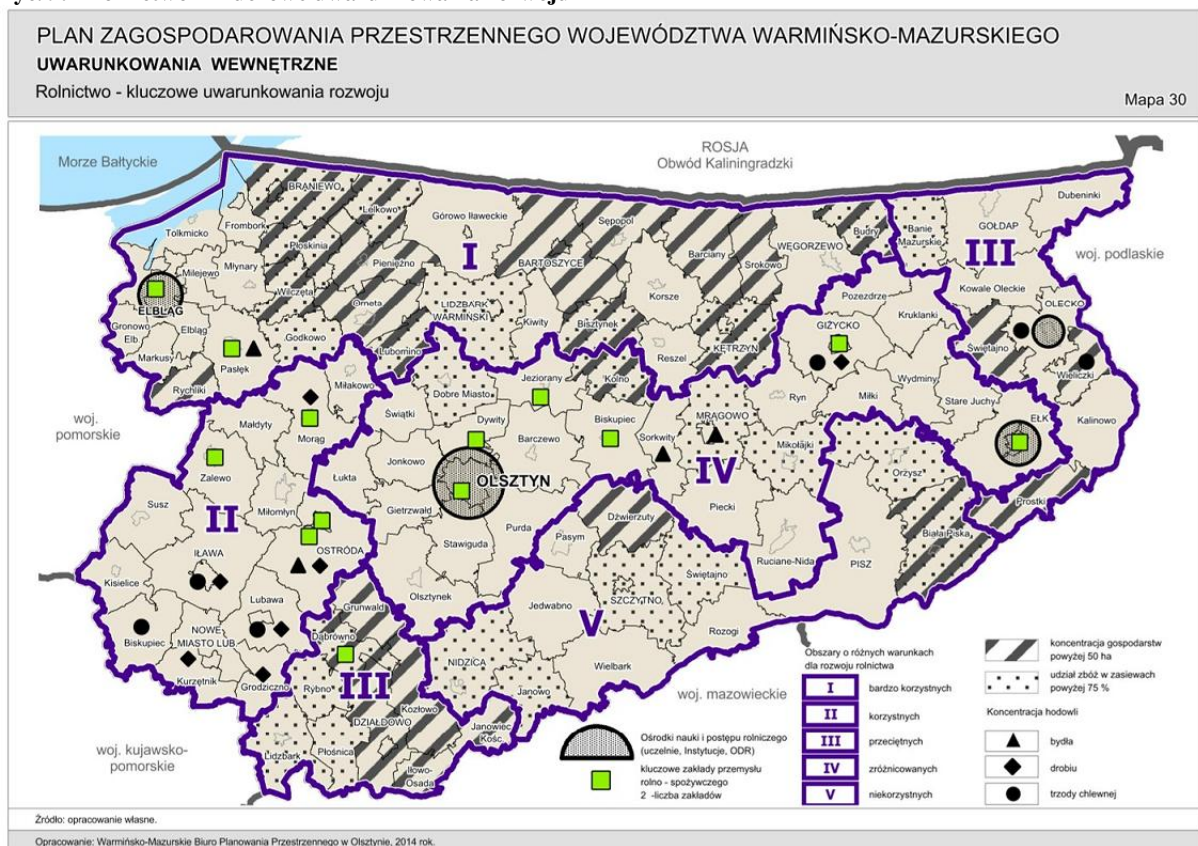 PLAN ZAGOSPODAROWANIA PRZESTRZENNEGO WOJEWÓDZTWA WARMIŃSKO-MAZURSKIEGO
UWARUNKOWANIA WEWNĘTRZNE
Rolnictwo - kluczowe uwarunkowania rozwoju
Mapa 30
Morze Bałtyckie
ROSJA
Obwód Kaliningradzki
BRANIEWO
Lelkowo
Frombork
Tolkmicko
Płoskinia
Górowo Iławeckie
Sępopol
Budry
Banie
Mazurskie
GOŁDAP
Dubeninki
I
III
woj. podlaskie
Milejewo
Młynary
Pieniężno
BARTOSZYCE
Barciany
Srokowo
WĘGORZEWO
Wilczęta
Orneta
LIDZBARK
WARMIŃSKI
Kiwity
Korsze
Pozezdrze
Kruklanki
Kowale Oleckie
OLECKO
ELBLĄG
Gronowo
Elb.
Elbląg
Godkowo
Bisztynek
Reszel
KĘTRZYN
GIŻYCKO
Świętajno
Wieliczki
Markusy
Pasłęk
Lubomino
Rychliki
Miłakowo
Dobre Miasto
Jeziorany
Kolno
Ryn
Miłki
Wydminy
Stare Juchy
EŁK
Kalinowo
woj.
pomorskie
Małdyty
Morąg
Świątki
Dywity
Biskupiec
Sorkwity
MRĄGOWO
Mikołajki
Barczewo
Jonkowo
Zalewo
Łukta
OLSZTYN
IV
Orzysz
Prostki
Susz
II
Miłomłyn
Gietrzwałd
Purda
Dźwierzuty
Piecki
Biała Piska
OSTRÓDA
Stawiguda
Pasym
Ruciane-Nida
PISZ
IŁAWA
Kisielice
Olsztynek
Świętajno
Lubawa
Grunwald
Jedwabno
SZCZYTNO
Biskupiec
NOWE
MIASTO LUB.
Dąbrówno
V
Rozogi
Kurzętnik
Grodziczno
Rybno
III
NIDZICA
Wielbark
Janowo
Kozłowo
DZIAŁDOWO
Janowiec
Kośc.
woj. mazowieckie
woj. kujawsko-
pomorskie
Lidzbark
Płośnica
Iłowo-
Osada
Ośrodki nauki i postępu rolniczego
(uczelnie, Instytucje, ODR)
kluczowe zakłady przemysłu
rolno - spożywczego
2 -liczba zakładów
Obszary o różnych warunkach
dla rozwoju rolnictwa
I bardzo korzystnych
II korzystnych
III przeciętnych
IV zróżnicowanych
V niekorzystnych
koncentracja gospodarstw
powyżej 50 ha
udział zbóż w zasiewach
powyżej 75 %
Koncentracja hodowli
bydła
drobiu
trzody chlewnej
Źródło: opracowanie własne.
Opracowanie: Warmińsko-Mazurskie Biuro Planowania Przestrzennego w Olsztynie, 2014 rok.